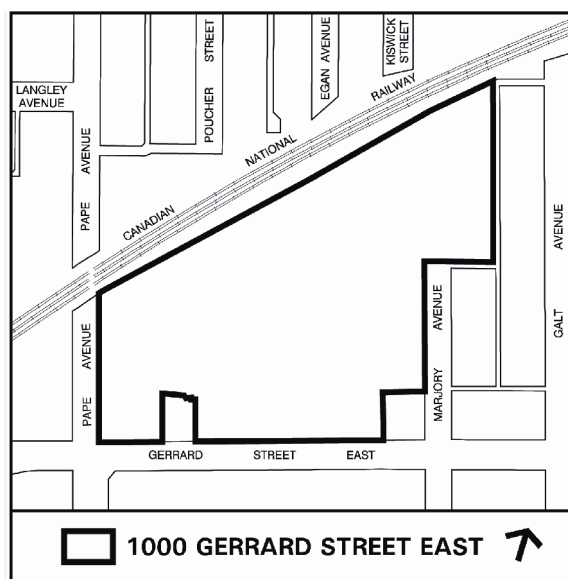 LANGLEY
AVENUE
PAPE AVENUE
POUCHER STREET
EGAN AVENUE
KISWICK
STREET
CANADIAN NATIONAL RAILWAY
PAPE AVENUE
MARJORY AVENUE
GALT AVENUE
GERRARD STREET EAST
1000 GERRARD STREET EAST